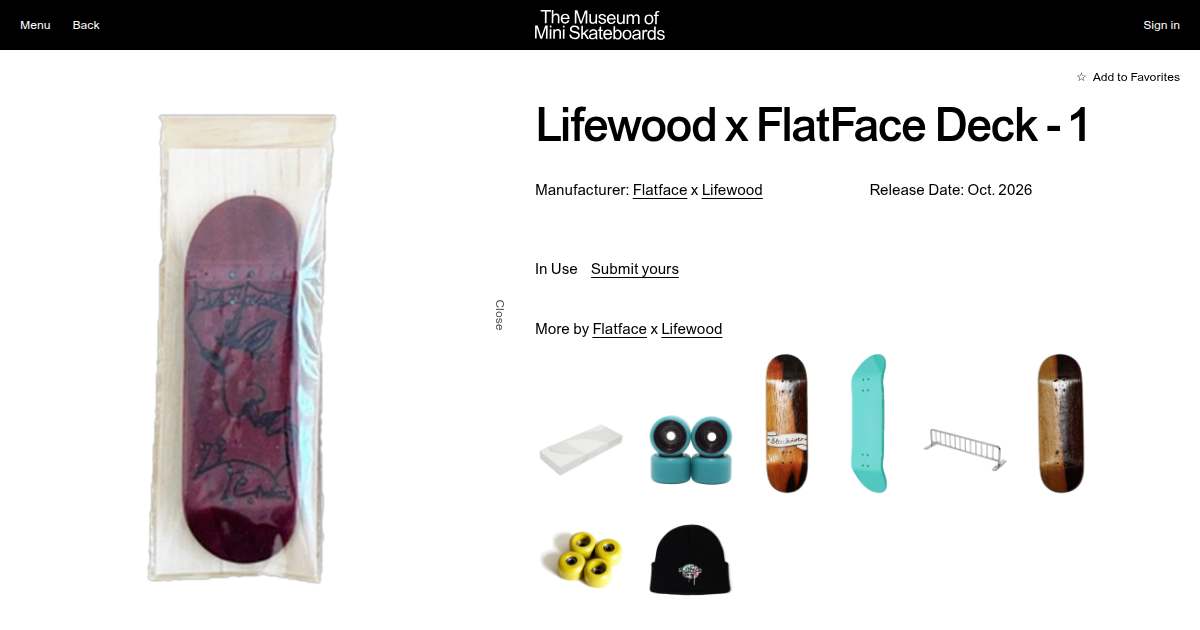 Menu
Back
The Museum of
Mini Skateboards
Sign in
☆ Add to Favorites
Lifewood x FlatFace Deck - 1
Manufacturer: Flatface x Lifewood
Release Date: Oct. 2026
In Use
Submit yours
Close
More by Flatface x Lifewood